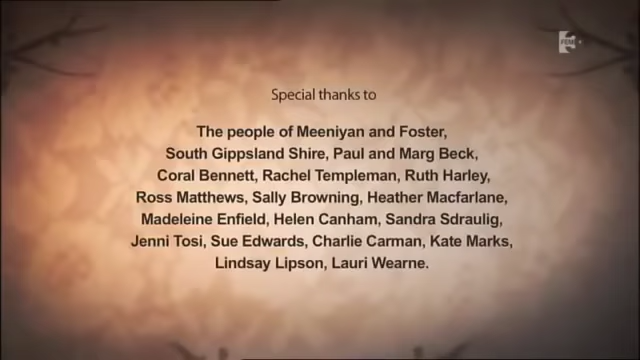 Special thanks to
The people of Meeniyan and Foster,
South Gippsland Shire, Paul and Marg Beck,
Coral Bennett, Rachel Templeman, Ruth Harley,
Ross Matthews, Sally Browning, Heather Macfarlane,
Madeleine Enfield, Helen Canham, Sandra Sdraulig,
Jenni Tosi, Sue Edwards, Charlie Carman, Kate Marks,
Lindsay Lipson, Lauri Wearne.